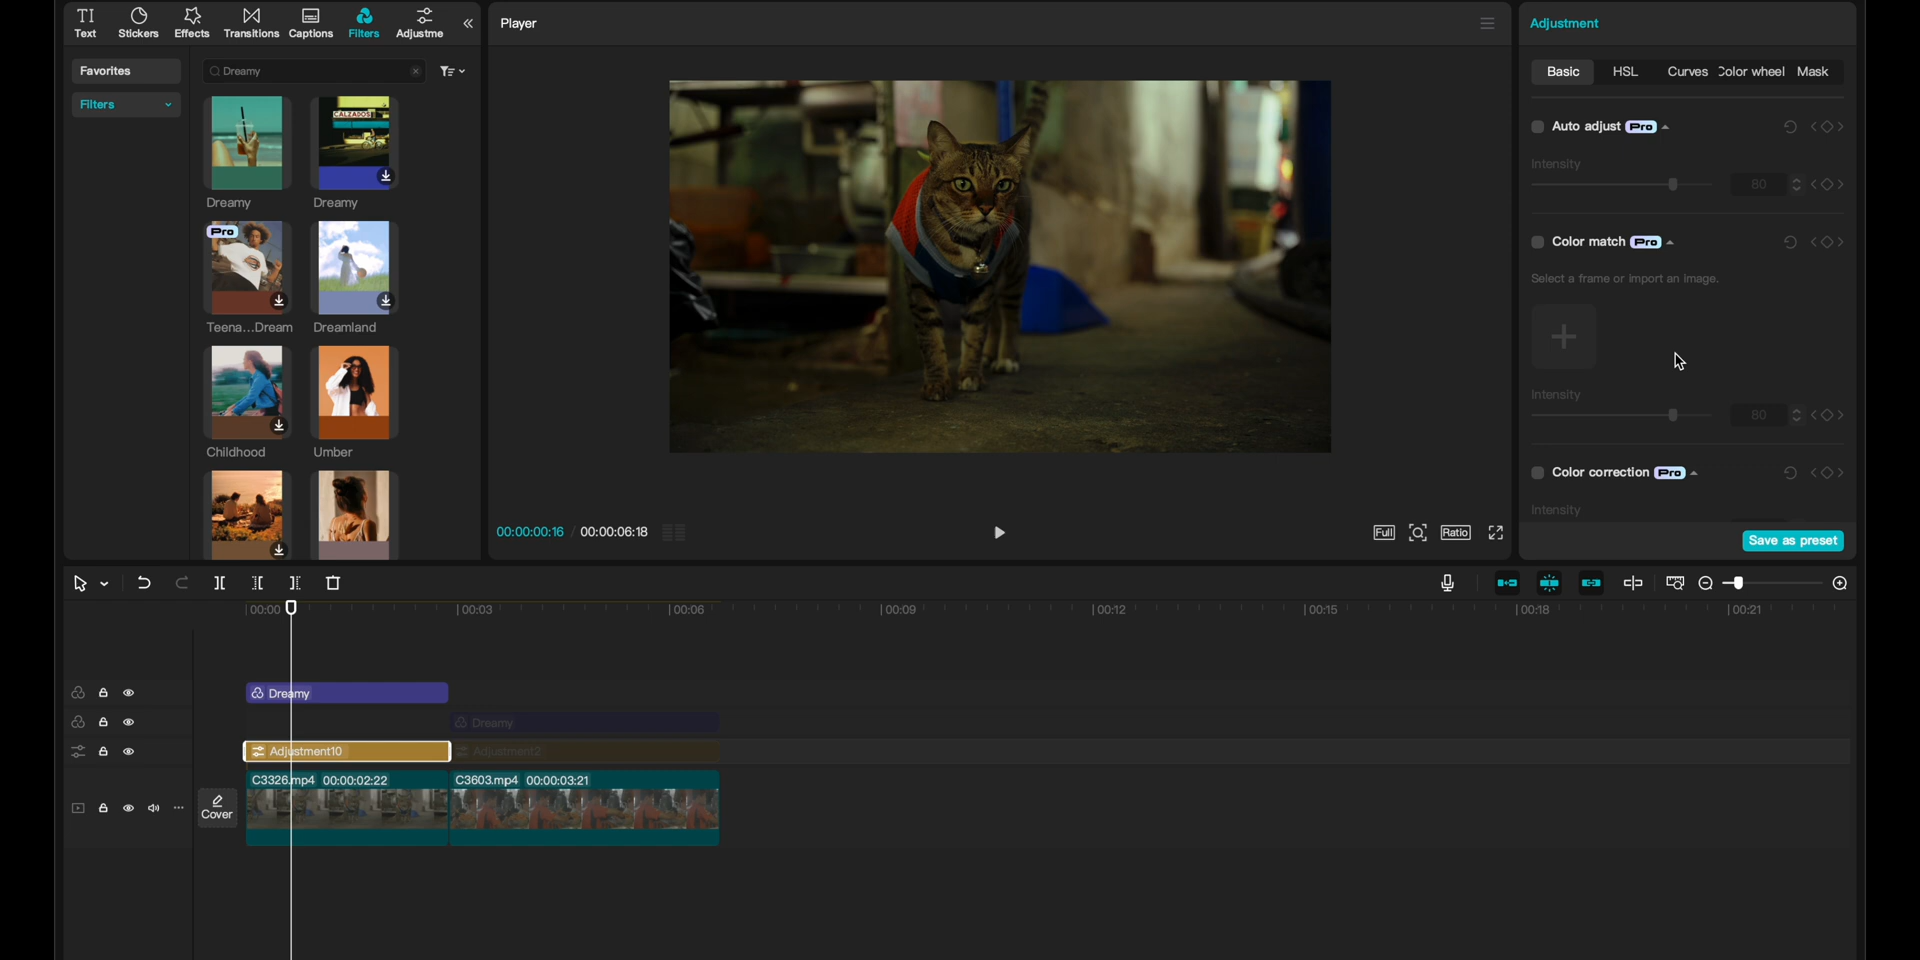 Text
Stickers
Effects
Transitions
Captions
Filters
Adjustme
Favorites
Filters
Dreamy
CALZADOS
Dreamy
Dreamy
Pro
Teena...Dream
Dreamland
Childhood
Umber
Player
00:00:00:16 / 00:00:06:18
Full
Ratio
Adjustment
Basic
HSL
Curves
Color wheel
Mask
Auto adjust Pro
Intensity
80
Color match Pro
Select a frame or import an image.
Intensity
80
Color correction Pro
Intensity
Save as preset
00:00
00:03
00:06
00:09
00:12
00:15
00:18
00:21
Dreamy
Dreamy
Adjustment10
Adjustment2
Cover
C3326.mp4 00:00:02:22
C3603.mp4 00:00:03:21